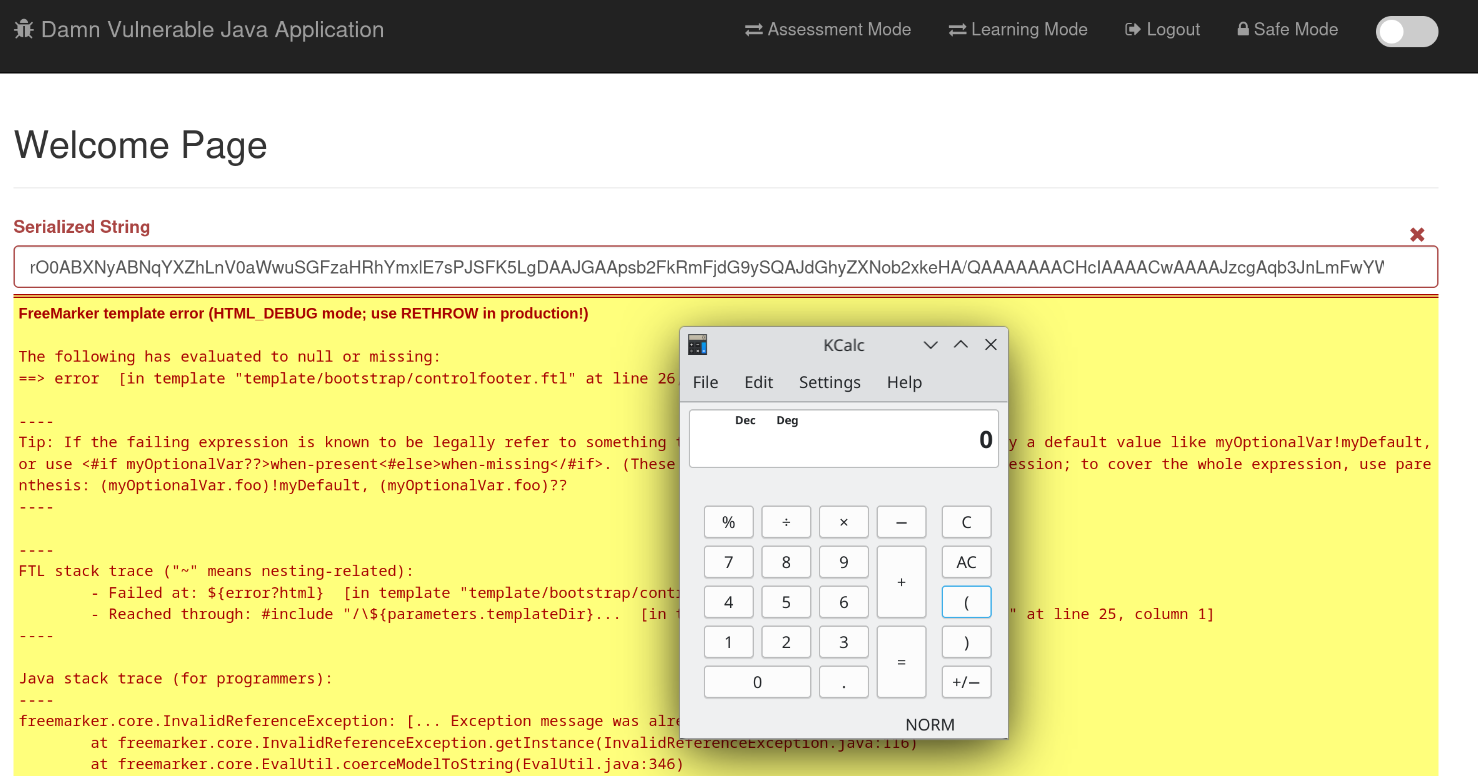 Damn Vulnerable Java Application
Assessment Mode
Learning Mode
Logout
Safe Mode
Welcome Page
Serialized String
rO0ABXNyABNqYXZhLnV0aWwuSGFzaHRhYmxlE7sPJSFK5LgDAAJGAApsb2FkRmFjdG9ySQAJdGhyZXNob2xkeHA/QAAAAAAACHcIAAAACwAAAAJzcgAqb3JnLmFwYW
FreeMarker template error (HTML_DEBUG mode; use RETHROW in production!)
The following has evaluated to null or missing:
==> error  [in template "template/bootstrap/controlfooter.ftl" at line 26,
----
Tip: If the failing expression is known to be legally refer to something
y a default value like myOptionalVar!myDefault,
or use <#if myOptionalVar??>when-present<#else>when-missing</#if>. (These
ession; to cover the whole expression, use pare
nthesis: (myOptionalVar.foo)!myDefault, (myOptionalVar.foo)??
----
----
FTL stack trace ("~" means nesting-related):
- Failed at: ${error?html}  [in template "template/bootstrap/cont
- Reached through: #include "/\${parameters.templateDir}...  [in
" at line 25, column 1]
----
Java stack trace (for programmers):
----
freemarker.core.InvalidReferenceException: [... Exception message was alre
at freemarker.core.InvalidReferenceException.getInstance(InvalidReferenceException.java:116)
at freemarker.core.EvalUtil.coerceModelToString(EvalUtil.java:346)
KCalc
File Edit Settings Help
Dec Deg
0
% ÷ × − C
7 8 9 + AC
4 5 6 (
1 2 3 = )
0 . +/−
NORM